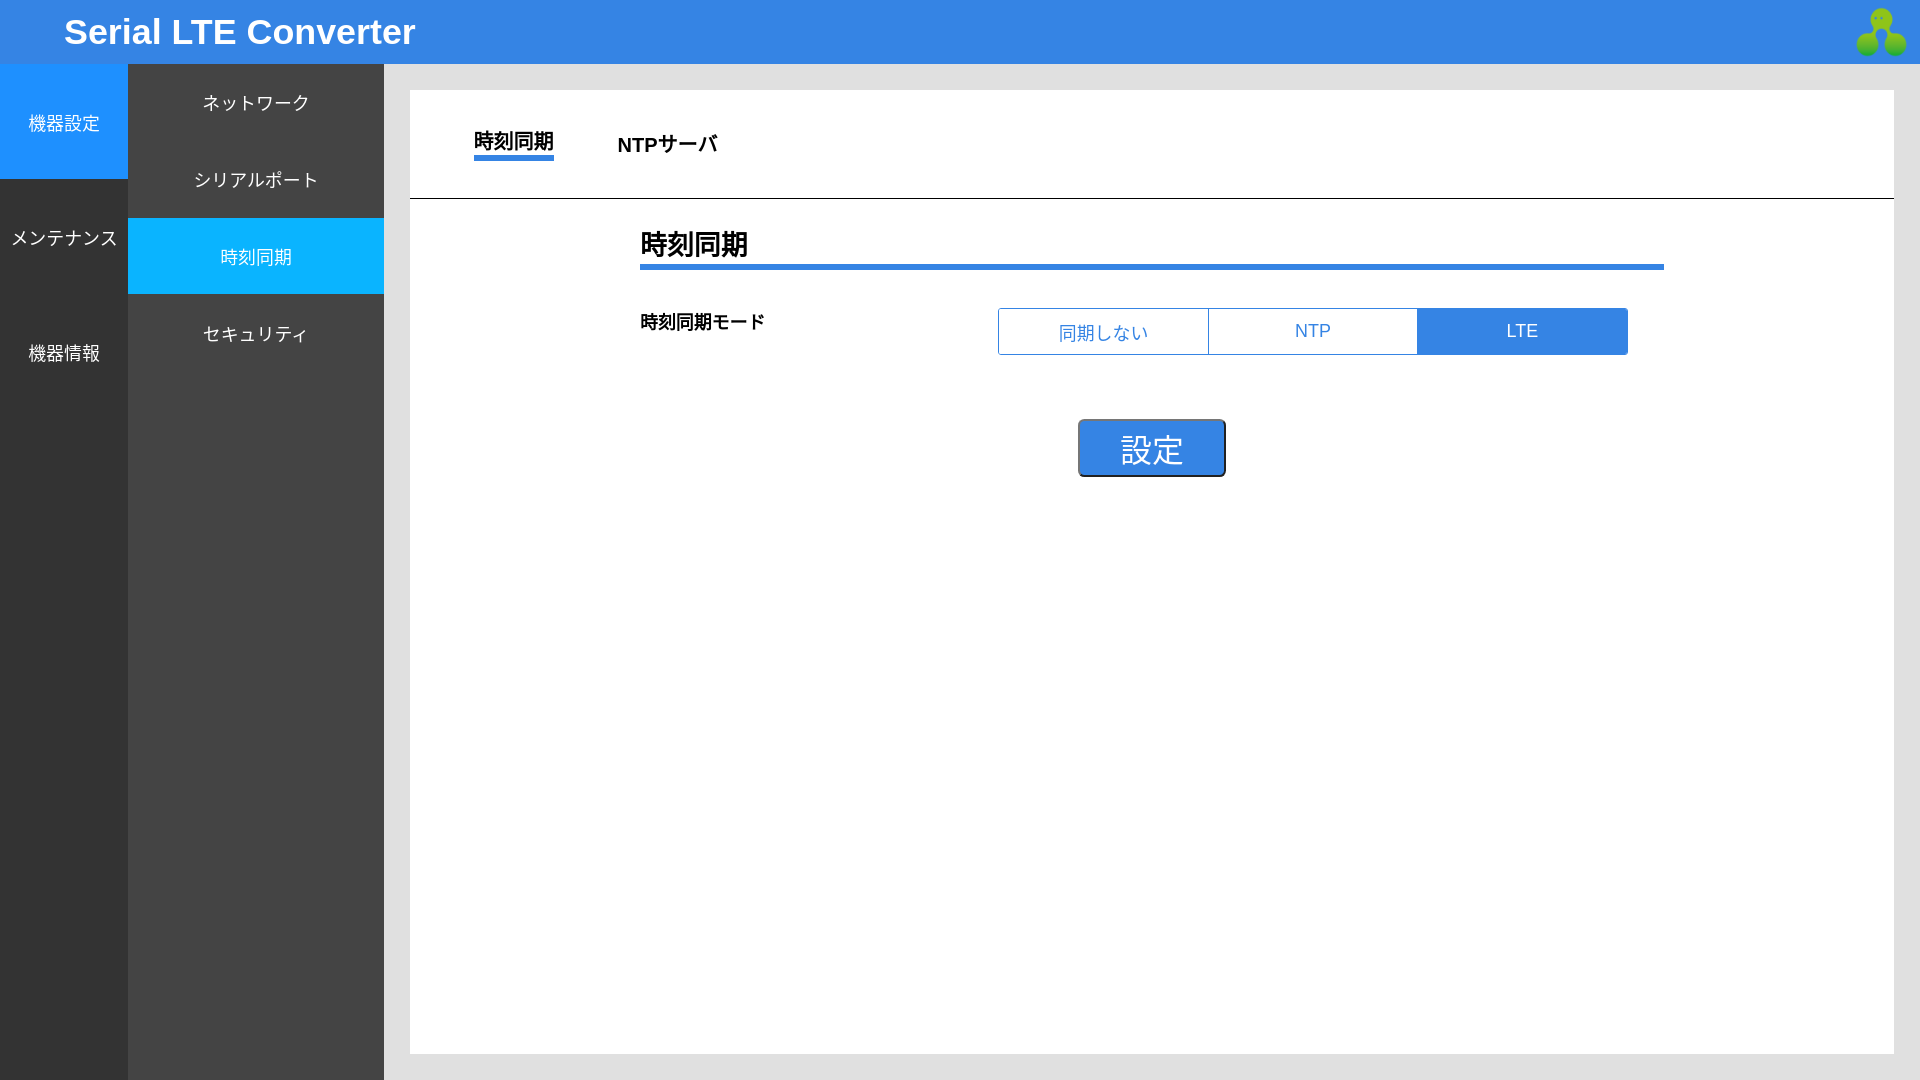 Serial LTE Converter
機器設定
メンテナンス
機器情報
ネットワーク
シリアルポート
時刻同期
セキュリティ
時刻同期 NTPサーバ
時刻同期
時刻同期モード 同期しない NTP LTE
設定